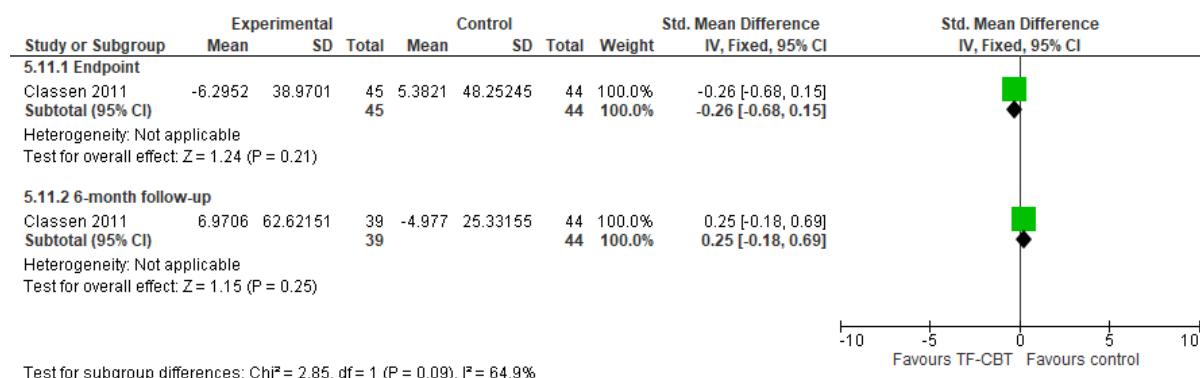 Experimental Control Std. Mean Difference Std. Mean Difference
Study or Subgroup Mean SD Total Mean SD Total Weight IV, Fixed, 95% CI IV, Fixed, 95% CI
5.11.1 Endpoint
Classen 2011 -6.2952 38.9701 45 5.3821 48.25245 44 100.0% -0.26 [-0.68, 0.15]
Subtotal (95% CI) 45 44 100.0% -0.26 [-0.68, 0.15]
Heterogeneity: Not applicable
Test for overall effect: Z = 1.24 (P = 0.21)
5.11.2 6-month follow-up
Classen 2011 6.9706 62.62151 39 -4.977 25.33155 44 100.0% 0.25 [-0.18, 0.69]
Subtotal (95% CI) 39 44 100.0% 0.25 [-0.18, 0.69]
Heterogeneity: Not applicable
Test for overall effect: Z = 1.15 (P = 0.25)
-10 -5 0 5 10
Favours TF-CBT Favours control
Test for subgroup differences: Chi² = 2.85, df = 1 (P = 0.09), I² = 64.9%